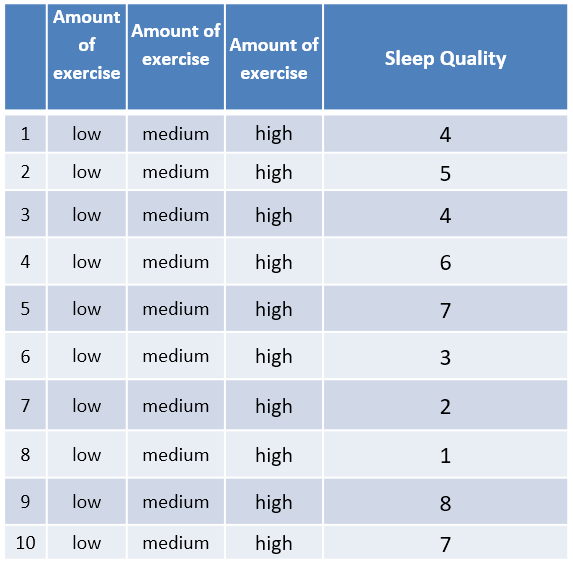 Amount of exercise Amount of exercise Amount of exercise Sleep Quality
1 low medium high 4
2 low medium high 5
3 low medium high 4
4 low medium high 6
5 low medium high 7
6 low medium high 3
7 low medium high 2
8 low medium high 1
9 low medium high 8
10 low medium high 7